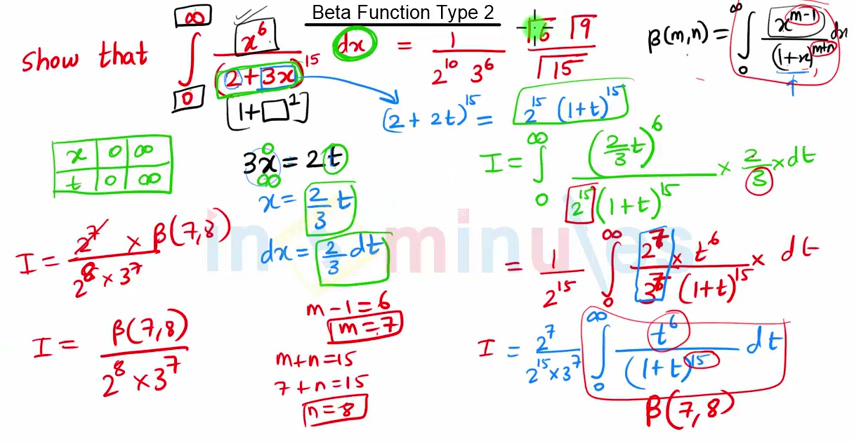 Beta Function Type 2
Show that ∫₀^∞ x⁶ / (2 + 3x)¹⁵ dx = 1 / (2¹⁰ 3⁶) · √6 √9 / √15
β(m,n) = ∫₀^∞ x^(m-1) / (1+x)^(m+n) dx
[1 + □]²
(2 + 2t)¹⁵ = 2¹⁵ (1+t)¹⁵
x 0 ∞
t 0 ∞
3x = 2t
0
∞
x = 2/3 t
dx = 2/3 dt
m-1 = 6
m = 7
m+n = 15
7+n = 15
n = 8
I = ∫₀^∞ (2/3 t)⁶ / (2¹⁵ (1+t)¹⁵) × 2/3 × dt
= 1/2¹⁵ ∫₀^∞ 2⁷/3⁷ × t⁶ / (1+t)¹⁵ × dt
I = 2⁷ / (2¹⁵ × 3⁷) ∫₀^∞ t⁶ / (1+t)¹⁵ dt
β(7,8)
I = 2⁷ / (2⁸ × 3⁷) × β(7,8)
I = β(7,8) / (2⁸ × 3⁷)